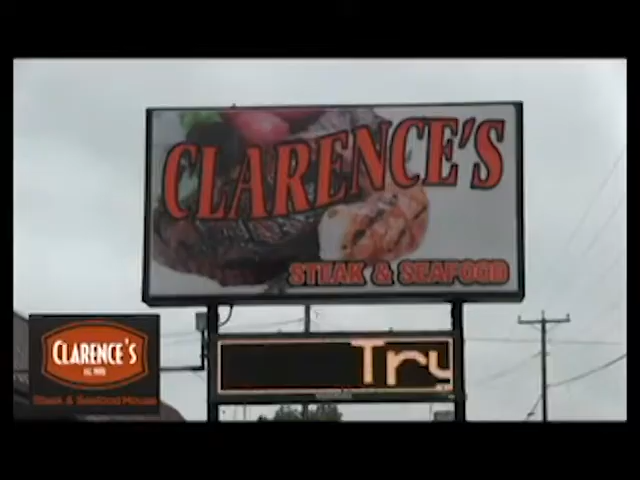 CLARENCE'S
STEAK & SEAFOOD
Try
CLARENCE'S
Steak & Seafood House